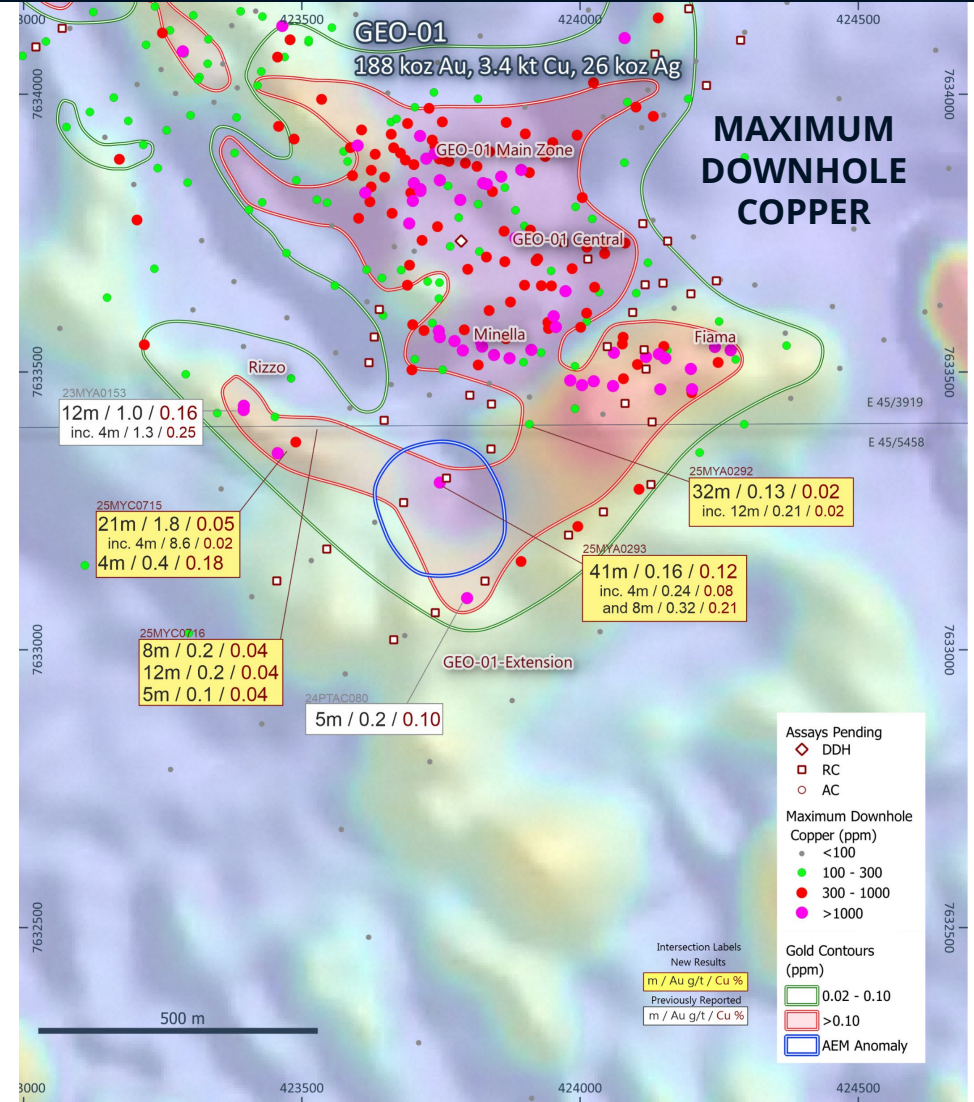 3000
423500
424000
424500
GEO-01
188 koz Au, 3.4 kt Cu, 26 koz Ag
7634000
7634000
MAXIMUM
DOWNHOLE
COPPER
GEO-01 Main Zone
GEO-01 Central
Minella
Fiama
7633500
7633500
Rizzo
23MYA0153
12m / 1.0 / 0.16
inc. 4m / 1.3 / 0.25
E 45/3919
E 45/5458
25MYA0292
32m / 0.13 / 0.02
inc. 12m / 0.21 / 0.02
25MYC0715
21m / 1.8 / 0.05
inc. 4m / 8.6 / 0.02
4m / 0.4 / 0.18
25MYA0293
41m / 0.16 / 0.12
inc. 4m / 0.24 / 0.08
and 8m / 0.32 / 0.21
25MYC0716
8m / 0.2 / 0.04
12m / 0.2 / 0.04
5m / 0.1 / 0.04
7633000
7633000
GEO-01-Extension
24PTAC080
5m / 0.2 / 0.10
Assays Pending
DDH
RC
AC
Maximum Downhole
Copper (ppm)
<100
100 - 300
300 - 1000
>1000
7632500
7632500
Intersection Labels
New Results
m / Au g/t / Cu %
Previously Reported
m / Au g/t / Cu %
Gold Contours
(ppm)
0.02 - 0.10
>0.10
AEM Anomaly
500 m
3000
423500
424000
424500